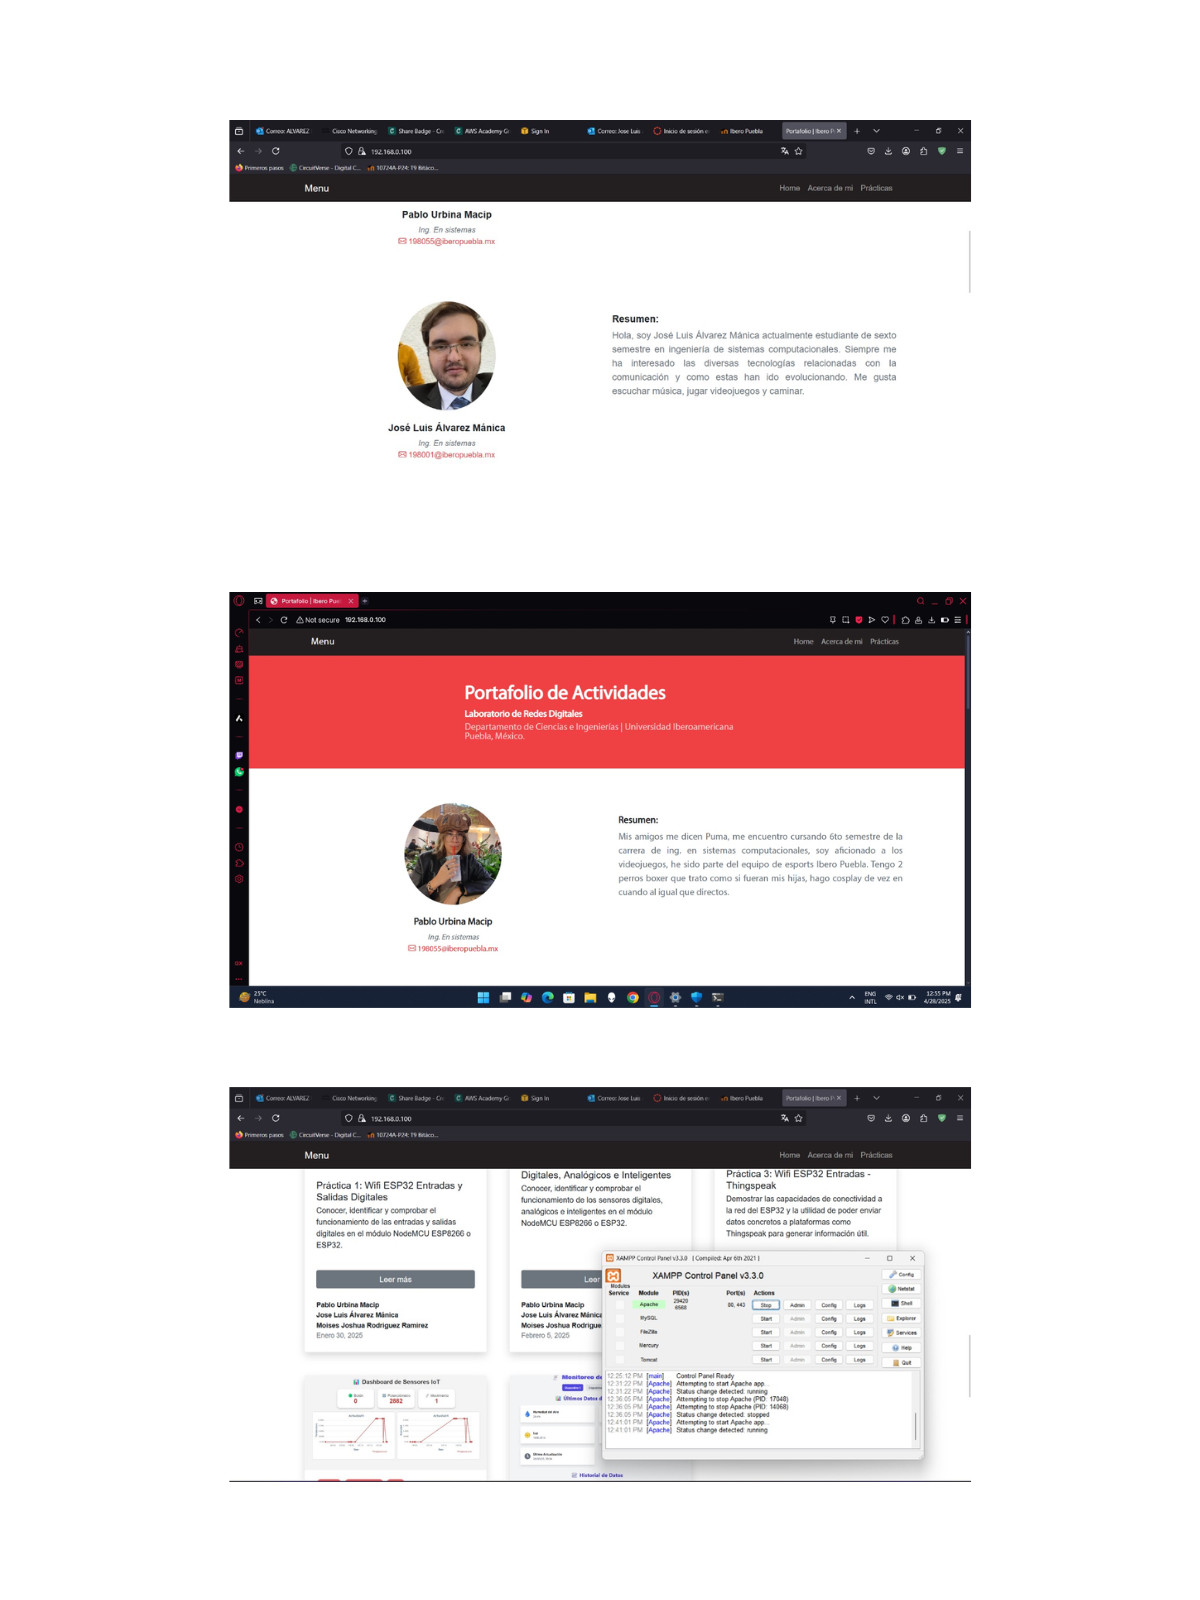 Correo: ALVAREZ
Cisco Networking
Share Badge - Cr
AWS Academy Gr
Sign In
Correo: Jose Luis
Inicio de sesión e
Ibero Puebla
Portafolio | Ibero P
192.168.0.100
Primeros pasos
CircuitVerse - Digital C...
10724A-P24: T9 Bitáco...
Menu
Home
Acerca de mi
Prácticas
Pablo Urbina Macip
Ing. En sistemas
198055@iberopuebla.mx
Resumen:
Hola, soy José Luis Álvarez Mánica actualmente estudiante de sexto
semestre en ingeniería de sistemas computacionales. Siempre me
ha interesado las diversas tecnologías relacionadas con la
comunicación y como estas han ido evolucionando. Me gusta
escuchar música, jugar videojuegos y caminar.
José Luis Álvarez Mánica
Ing. En sistemas
198001@iberopuebla.mx
Portafolio | Ibero Pue
Not secure 192.168.0.100
Menu
Home
Acerca de mi
Prácticas
Portafolio de Actividades
Laboratorio de Redes Digitales
Departamento de Ciencias e Ingenierías | Universidad Iberoamericana
Puebla, México.
Resumen:
Mis amigos me dicen Puma, me encuentro cursando 6to semestre de la
carrera de ing. en sistemas computacionales, soy aficionado a los
videojuegos, he sido parte del equipo de esports Ibero Puebla. Tengo 2
perros boxer que trato como si fueran mis hijas, hago cosplay de vez en
cuando al igual que directos.
Pablo Urbina Macip
Ing. En sistemas
198055@iberopuebla.mx
25°C
Neblina
ENG
INTL
12:55 PM
4/28/2025
Correo: ALVAREZ
Cisco Networking
Share Badge - Cr
AWS Academy Gr
Sign In
Correo: Jose Luis
Inicio de sesión e
Ibero Puebla
Portafolio | Ibero P
192.168.0.100
Primeros pasos
CircuitVerse - Digital C...
10724A-P24: T9 Bitáco...
Menu
Home
Acerca de mi
Prácticas
Práctica 1: Wifi ESP32 Entradas y
Salidas Digitales
Conocer, identificar y comprobar el
funcionamiento de las entradas y salidas
digitales en el módulo NodeMCU ESP8266 o
ESP32.
Leer más
Pablo Urbina Macip
Jose Luis Álvarez Mánica
Moises Joshua Rodriguez Ramirez
Enero 30, 2025
Digitales, Analógicos e Inteligentes
Conocer, identificar y comprobar el
funcionamiento de los sensores digitales,
analógicos e inteligentes en el módulo
NodeMCU ESP8266 o ESP32.
Leer
Pablo Urbina Macip
Jose Luis Álvarez Mánica
Moises Joshua Rodrigue
Febrero 5, 2025
Práctica 3: Wifi ESP32 Entradas -
Thingspeak
Demostrar las capacidades de conectividad a
la red del ESP32 y la utilidad de poder enviar
datos concretos a plataformas como
Thingspeak para generar información útil.
XAMPP Control Panel v3.3.0 [ Compiled: Apr 6th 2021 ]
XAMPP Control Panel v3.3.0
Modules
Service
Module
PID(s)
Port(s)
Actions
Apache
29420
8568
80, 443
Stop
Admin
Config
Logs
MySQL
Start
Admin
Config
Logs
FileZilla
Start
Admin
Config
Logs
Mercury
Start
Admin
Config
Logs
Tomcat
Start
Admin
Config
Logs
Config
Netstat
Shell
Explorer
Services
Help
Quit
12:25:12 PM [main] Control Panel Ready
12:31:22 PM [Apache] Attempting to start Apache app...
12:31:22 PM [Apache] Status change detected: running
12:36:05 PM [Apache] Attempting to stop Apache (PID: 17048)
12:36:05 PM [Apache] Attempting to stop Apache (PID: 14068)
12:36:05 PM [Apache] Status change detected: stopped
12:41:01 PM [Apache] Attempting to start Apache app...
12:41:01 PM [Apache] Status change detected: running
Dashboard de Sensores IoT
0
2862
1
Monitoreo de
Últimos Datos d
Humedad de Aire
Luz
Última Actualización
Historial de Datos